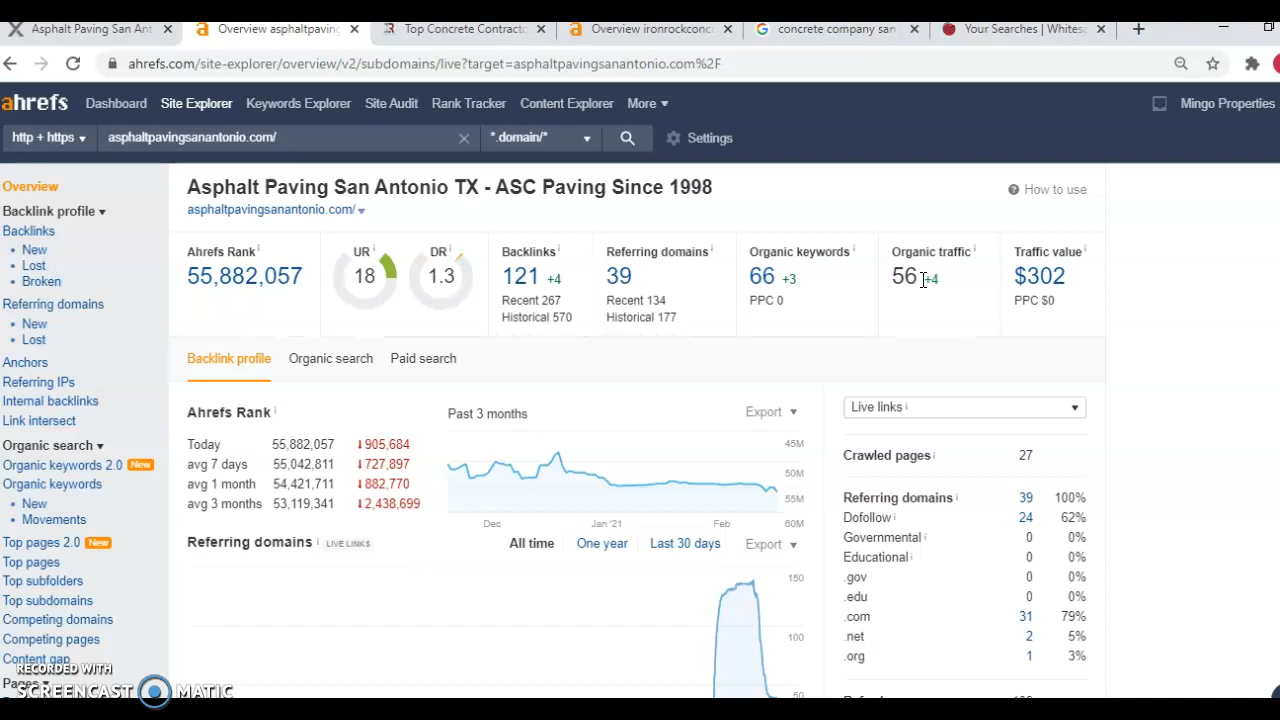 Asphalt Paving San Ant × Overview asphaltpaving × Top Concrete Contracto × Overview ironrockconc × concrete company san × Your Searches | Whites × +
ahrefs.com/site-explorer/overview/v2/subdomains/live?target=asphaltpavingsanantonio.com%2F
ahrefs Dashboard Site Explorer Keywords Explorer Site Audit Rank Tracker Content Explorer More Mingo Properties
http + https asphaltpavingsanantonio.com/ *.domain/* Settings
Overview
Backlink profile
Backlinks
• New
• Lost
• Broken
Referring domains
• New
• Lost
Anchors
Referring IPs
Internal backlinks
Link intersect
Organic search
Organic keywords 2.0 New
Organic keywords
• New
• Movements
Top pages 2.0 New
Top pages
Top subfolders
Top subdomains
Competing domains
Competing pages
Content gap
Pages
Asphalt Paving San Antonio TX - ASC Paving Since 1998
How to use
asphaltpavingsanantonio.com/
Ahrefs Rank
55,882,057
UR
18
DR
1.3
Backlinks
121 +4
Recent 267
Historical 570
Referring domains
39
Recent 134
Historical 177
Organic keywords
66 +3
PPC 0
Organic traffic
56 +4
Traffic value
$302
PPC $0
Backlink profile Organic search Paid search
Ahrefs Rank
Today 55,882,057 ↓905,684
avg 7 days 55,042,811 ↓727,897
avg 1 month 54,421,711 ↓882,770
avg 3 months 53,119,341 ↓2,438,699
Past 3 months Export
45M
50M
55M
60M
Dec Jan '21 Feb
Referring domains LIVE LINKS All time One year Last 30 days Export
150
100
50
Live links
Crawled pages 27
Referring domains 39 100%
Dofollow 24 62%
Governmental 0 0%
Educational 0 0%
.gov 0 0%
.edu 0 0%
.com 31 79%
.net 2 5%
.org 1 3%
RECORDED WITH
SCREENCAST MATIC